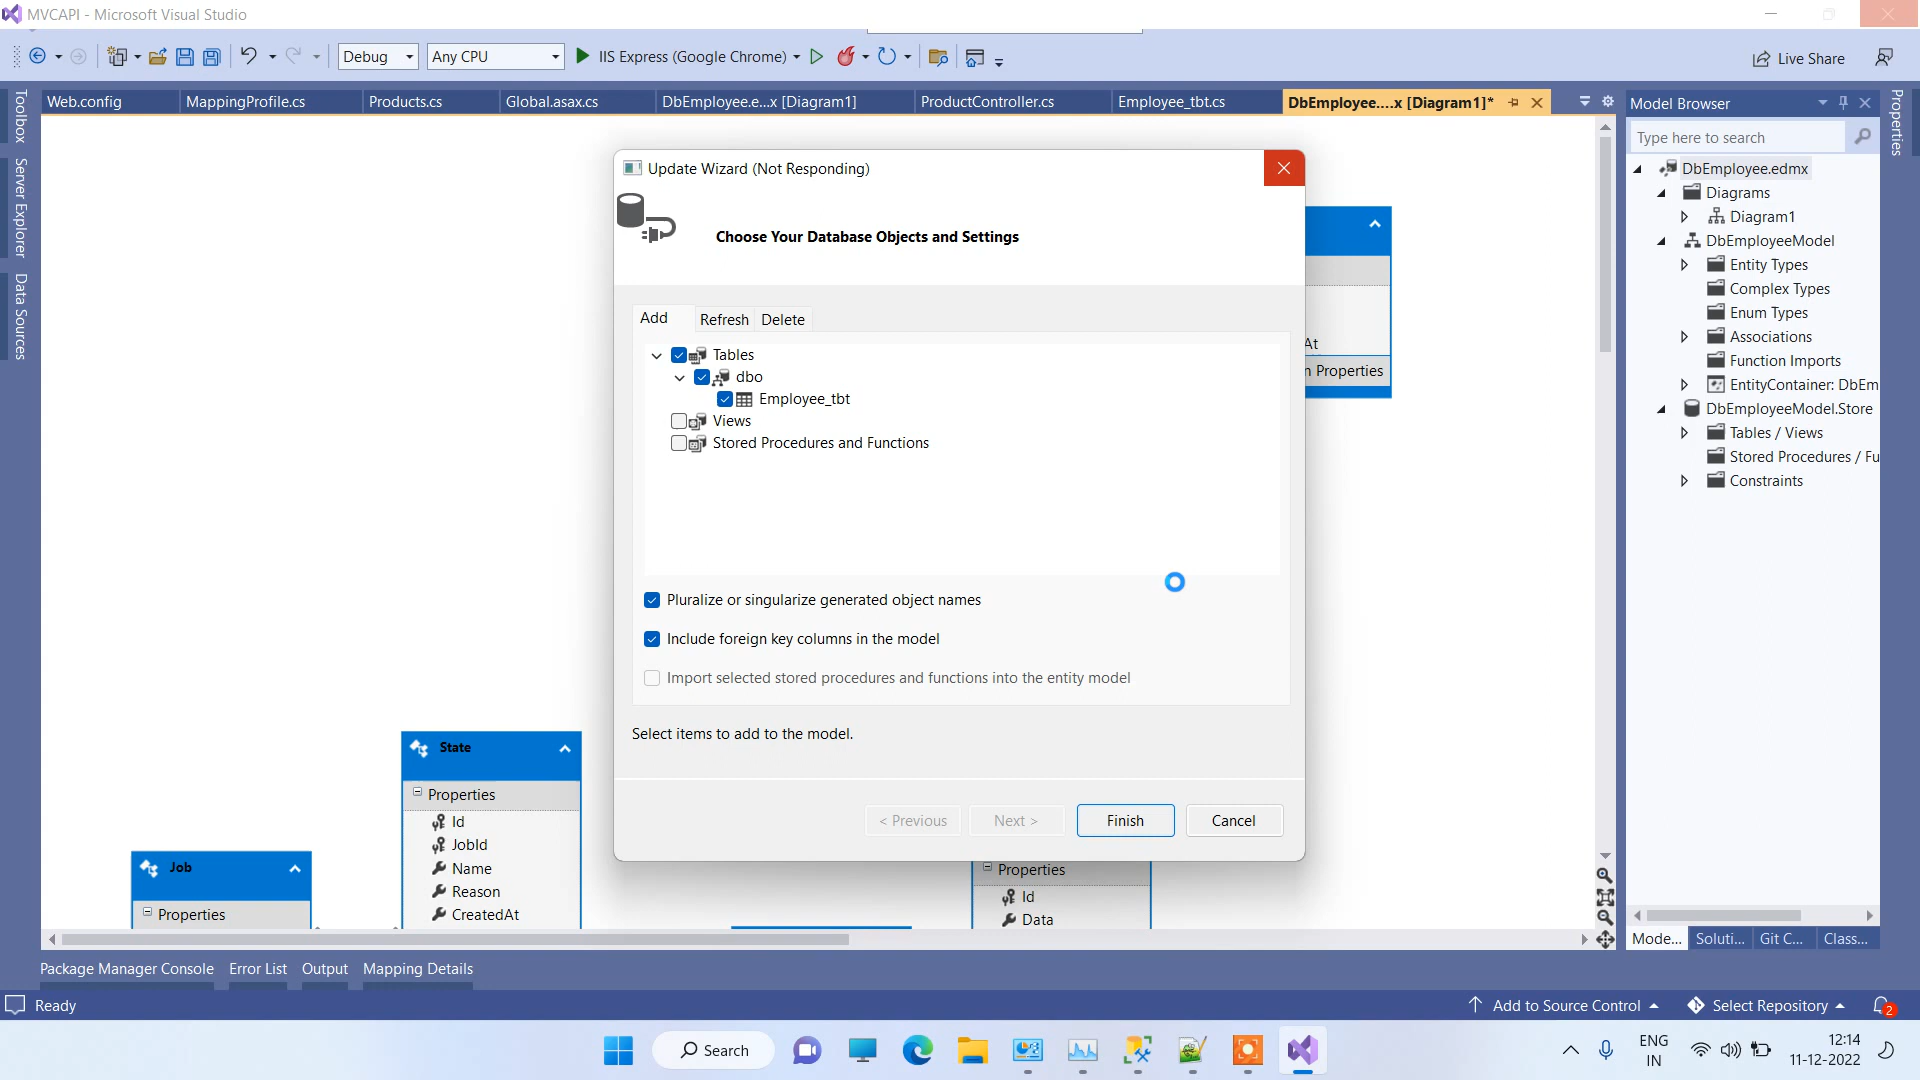 MVCAPI - Microsoft Visual Studio
Debug
Any CPU
IIS Express (Google Chrome)
Live Share
Web.config
MappingProfile.cs
Products.cs
Global.asax.cs
DbEmployee.e...x [Diagram1]
ProductController.cs
Employee_tbt.cs
DbEmployee....x [Diagram1]*
Toolbox
Server Explorer
Data Sources
Update Wizard (Not Responding)
Choose Your Database Objects and Settings
Add
Refresh
Delete
Tables
dbo
Employee_tbt
Views
Stored Procedures and Functions
Pluralize or singularize generated object names
Include foreign key columns in the model
Import selected stored procedures and functions into the entity model
Select items to add to the model.
< Previous
Next >
Finish
Cancel
At
n Properties
State
Properties
Id
JobId
Name
Reason
CreatedAt
Job
Properties
Properties
Id
Data
Model Browser
Type here to search
DbEmployee.edmx
Diagrams
Diagram1
DbEmployeeModel
Entity Types
Complex Types
Enum Types
Associations
Function Imports
EntityContainer: DbEm
DbEmployeeModel.Store
Tables / Views
Stored Procedures / Fu
Constraints
Mode...
Soluti...
Git C...
Class...
Properties
Package Manager Console
Error List
Output
Mapping Details
Ready
Add to Source Control
Select Repository
2
Search
ENG
IN
12:14
11-12-2022